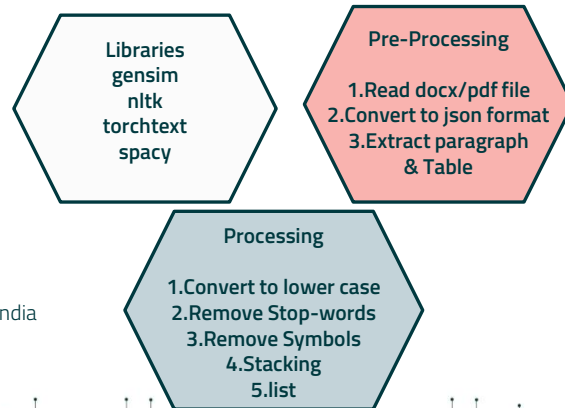 Libraries
gensim
nltk
torchtext
spacy
Pre-Processing
1.Read docx/pdf file
2.Convert to json format
3.Extract paragraph
& Table
Processing
1.Convert to lower case
2.Remove Stop-words
3.Remove Symbols
4.Stacking
5.list